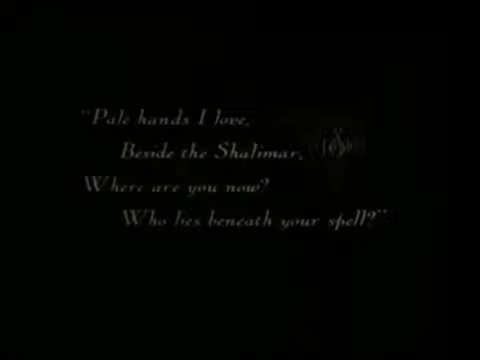 "Pale hands I love,
Beside the Shalimar,
Where are you now?
Who lies beneath your spell?"